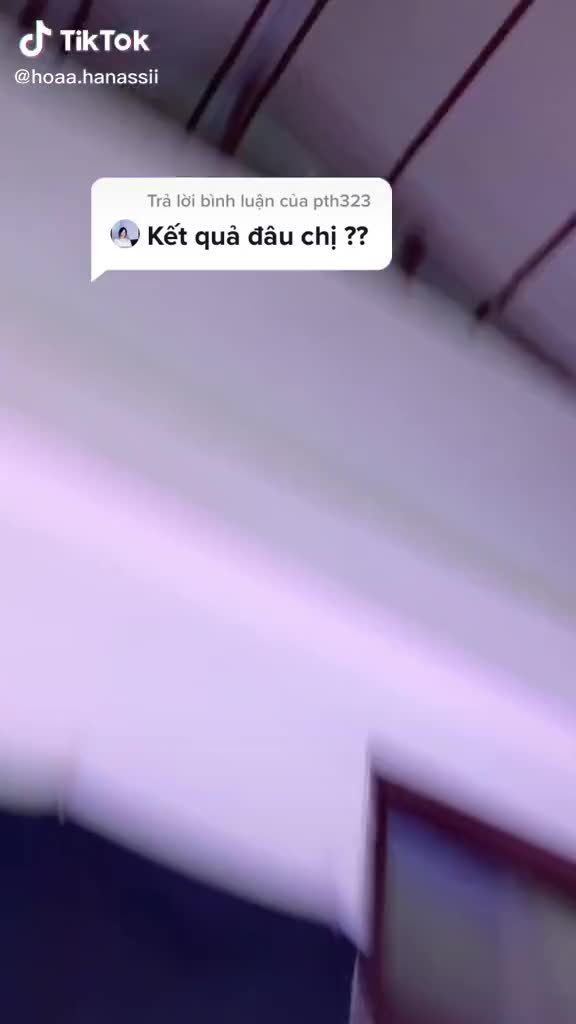 TikTok
@hoaa.hanassii
Trả lời bình luận của pth323
Kết quả đâu chị ??